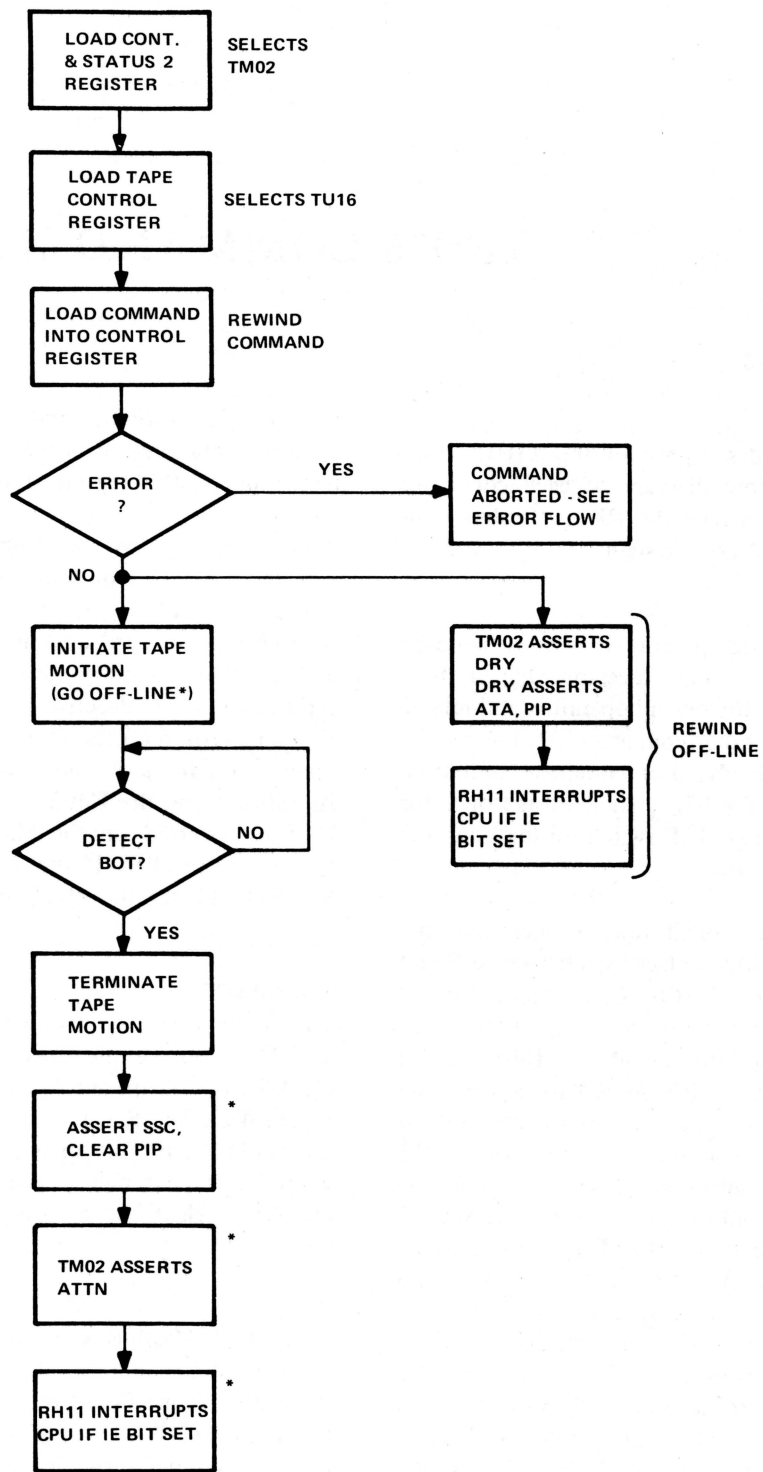 LOAD CONT.
& STATUS 2
REGISTER
SELECTS
TM02
LOAD TAPE
CONTROL
REGISTER
SELECTS TU16
LOAD COMMAND
INTO CONTROL
REGISTER
REWIND
COMMAND
ERROR
?
YES
COMMAND
ABORTED - SEE
ERROR FLOW
NO
INITIATE TAPE
MOTION
(GO OFF-LINE*)
TM02 ASSERTS
DRY
DRY ASSERTS
ATA, PIP
REWIND
OFF-LINE
RH11 INTERRUPTS
CPU IF IE
BIT SET
DETECT
BOT?
NO
YES
TERMINATE
TAPE
MOTION
ASSERT SSC,
CLEAR PIP
*
TM02 ASSERTS
ATTN
*
RH11 INTERRUPTS
CPU IF IE BIT SET
*